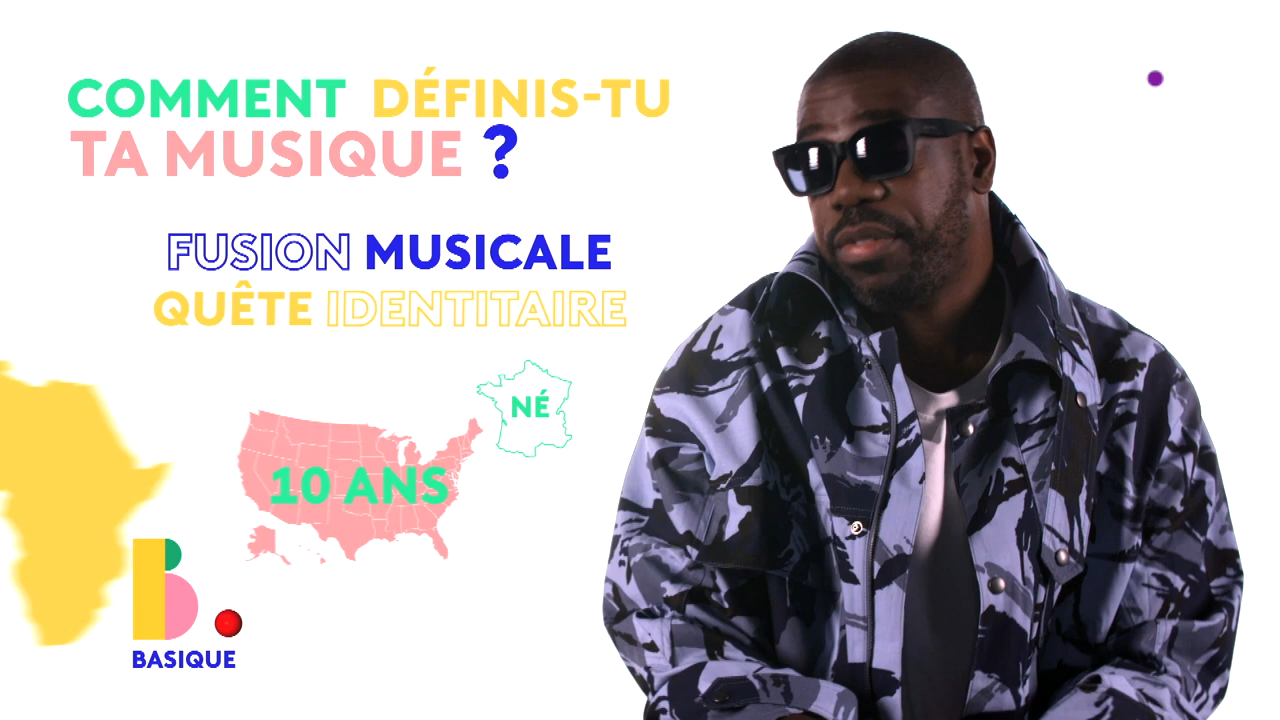 COMMENT DÉFINIS-TU
TA MUSIQUE ?
FUSION MUSICALE
QUÊTE IDENTITAIRE
NÉ
10 ANS
B.
BASIQUE